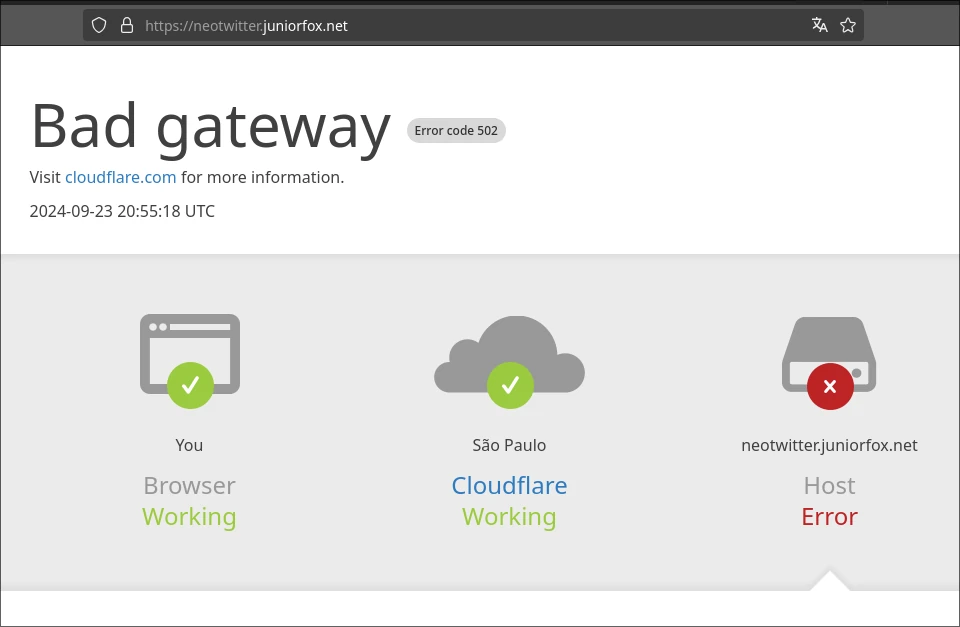 https://neotwitter.juniorfox.net
Bad gateway Error code 502
Visit cloudflare.com for more information.
2024-09-23 20:55:18 UTC
You
Browser
Working
São Paulo
Cloudflare
Working
neotwitter.juniorfox.net
Host
Error